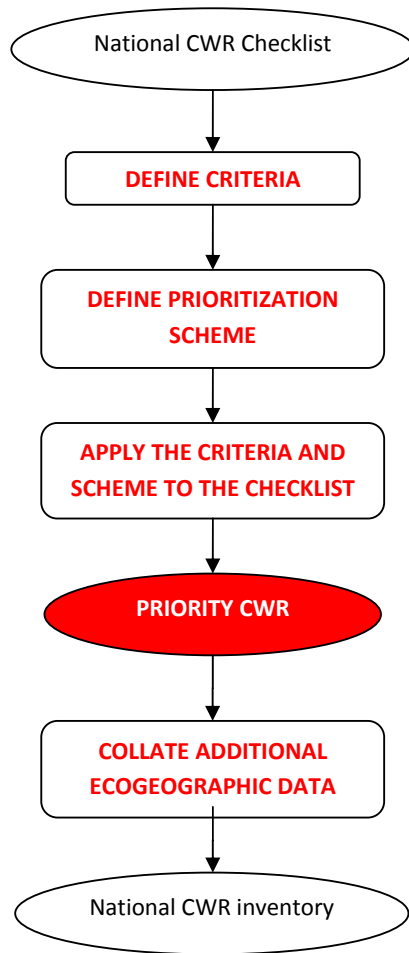 National CWR Checklist
DEFINE CRITERIA
DEFINE PRIORITIZATION
SCHEME
APPLY THE CRITERIA AND
SCHEME TO THE CHECKLIST
PRIORITY CWR
COLLATE ADDITIONAL
ECOGEOGRAPHIC DATA
National CWR inventory